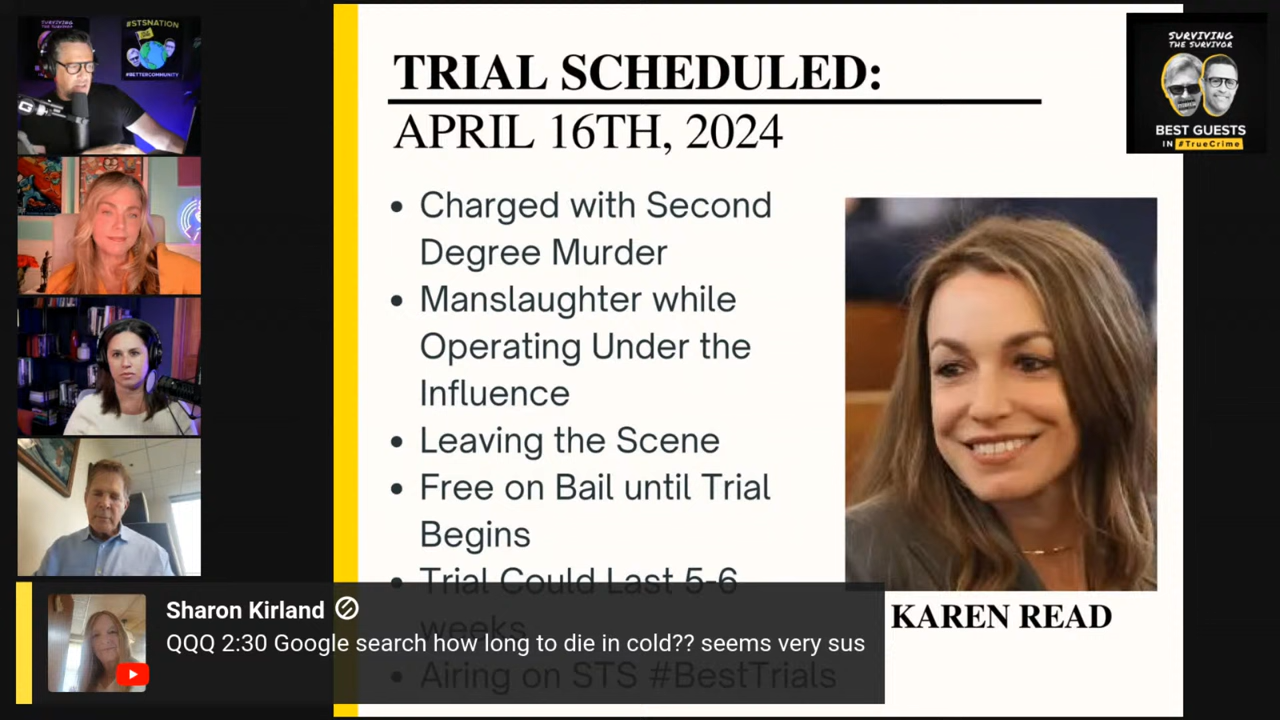 #STSNATION
#BETTERCOMMUNITY
TRIAL SCHEDULED:
APRIL 16TH, 2024
• Charged with Second
Degree Murder
• Manslaughter while
Operating Under the
Influence
• Leaving the Scene
• Free on Bail until Trial
Begins
• Trial Could Last 5-6
weeks
• Airing on STS #BestTrials
KAREN READ
SURVIVING
THE SURVIVOR
BEST GUESTS
IN #TrueCrime
Sharon Kirland
QQQ 2:30 Google search how long to die in cold?? seems very sus